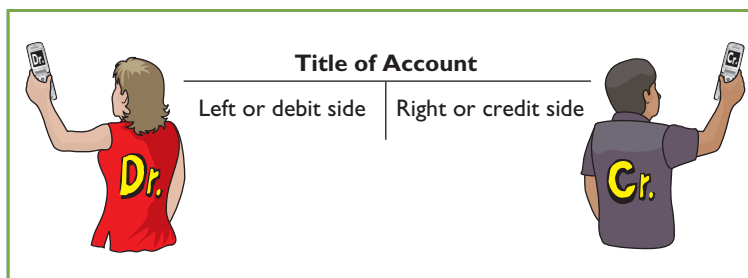 Dr.
Cr.
Title of Account
Left or debit side
Right or credit side
Dr.
Cr.